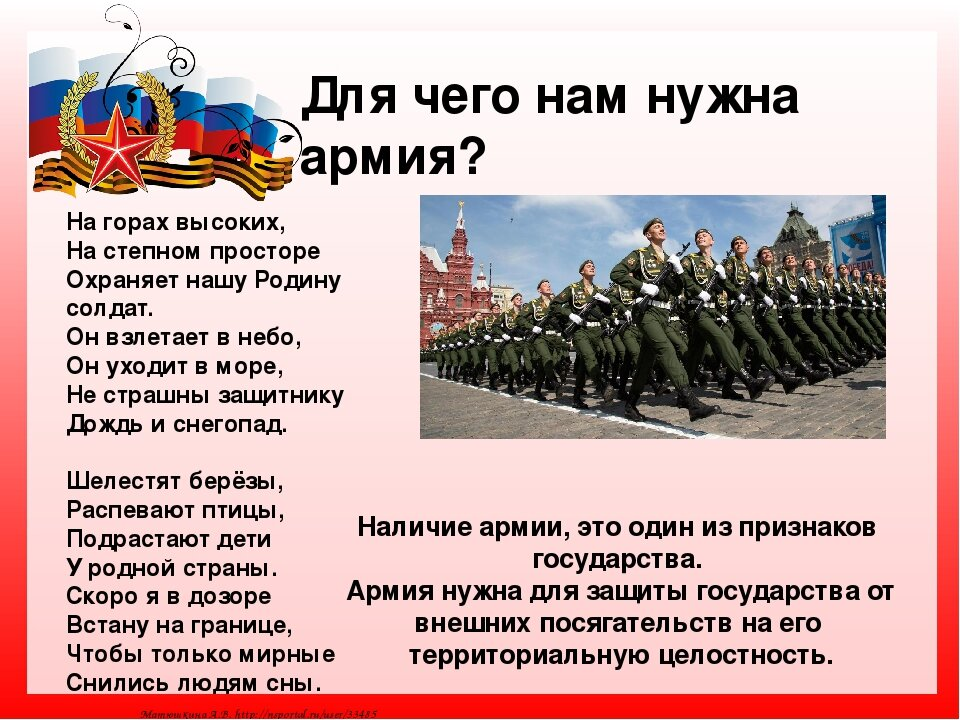 Для чего нам нужна
армия?
На горах высоких,
На степном просторе
Охраняет нашу Родину
солдат.
Он взлетает в небо,
Он уходит в море,
Не страшны защитнику
Дождь и снегопад.
Шелестят берёзы,
Распевают птицы,
Подрастают дети
У родной страны.
Скоро я в дозоре
Встану на границе,
Чтобы только мирные
Снились людям сны.
Наличие армии, это один из признаков
государства.
Армия нужна для защиты государства от
внешних посягательств на его
территориальную целостность.
Матюшкина А.В. http://nsportal.ru/user/33485